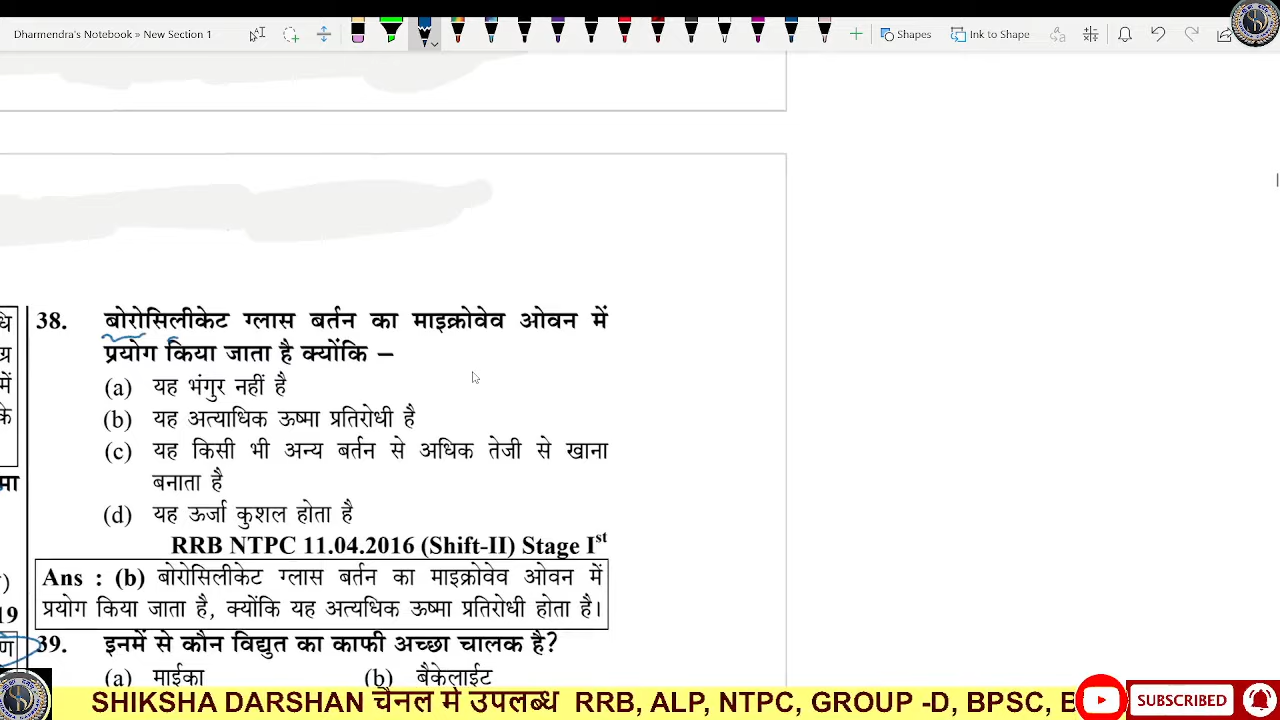 Dharmendra's Notebook » New Section 1
Shapes
Ink to Shape
38. बोरोसिलीकेट ग्लास बर्तन का माइक्रोवेव ओवन में
प्रयोग किया जाता है क्योंकि –
(a) यह भंगुर नहीं है
(b) यह अत्याधिक ऊष्मा प्रतिरोधी है
(c) यह किसी भी अन्य बर्तन से अधिक तेजी से खाना
बनाता है
(d) यह ऊर्जा कुशल होता है
RRB NTPC 11.04.2016 (Shift-II) Stage Ist
Ans : (b) बोरोसिलीकेट ग्लास बर्तन का माइक्रोवेव ओवन में
प्रयोग किया जाता है, क्योंकि यह अत्यधिक ऊष्मा प्रतिरोधी होता है।
19
39. इनमें से कौन विद्युत का काफी अच्छा चालक है?
(a) माईका (b) बैकेलाईट
SHIKSHA DARSHAN चैनल में उपलब्ध RRB, ALP, NTPC, GROUP -D, BPSC,
SUBSCRIBED